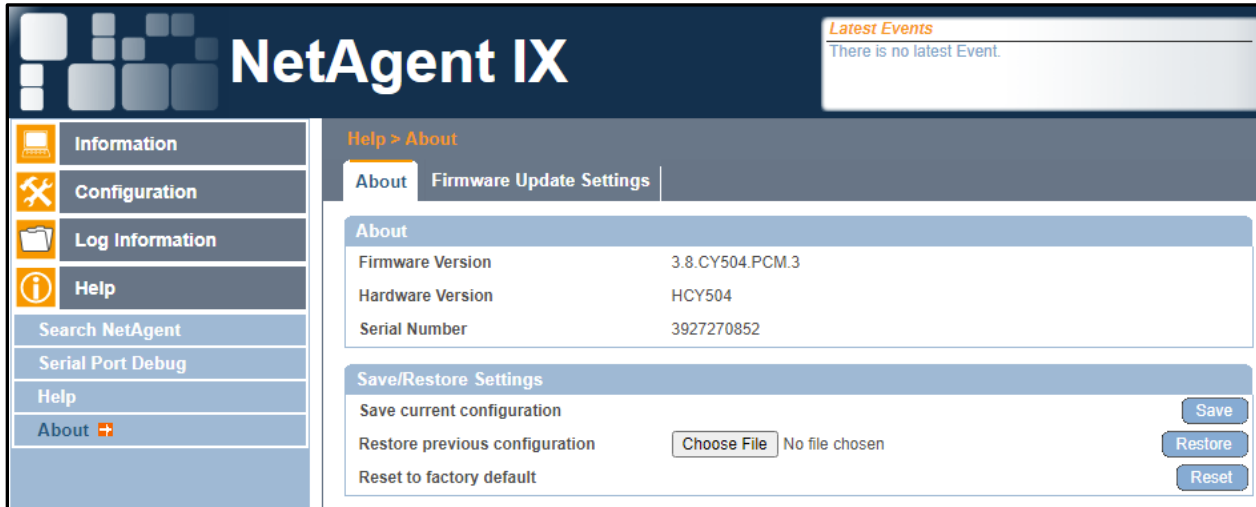 NetAgent IX
Latest Events
There is no latest Event.
Information
Configuration
Log Information
Help
Search NetAgent
Serial Port Debug
Help
About
Help > About
About Firmware Update Settings
About
Firmware Version 3.8.CY504.PCM.3
Hardware Version HCY504
Serial Number 3927270852
Save/Restore Settings
Save current configuration Save
Restore previous configuration Choose File No file chosen Restore
Reset to factory default Reset